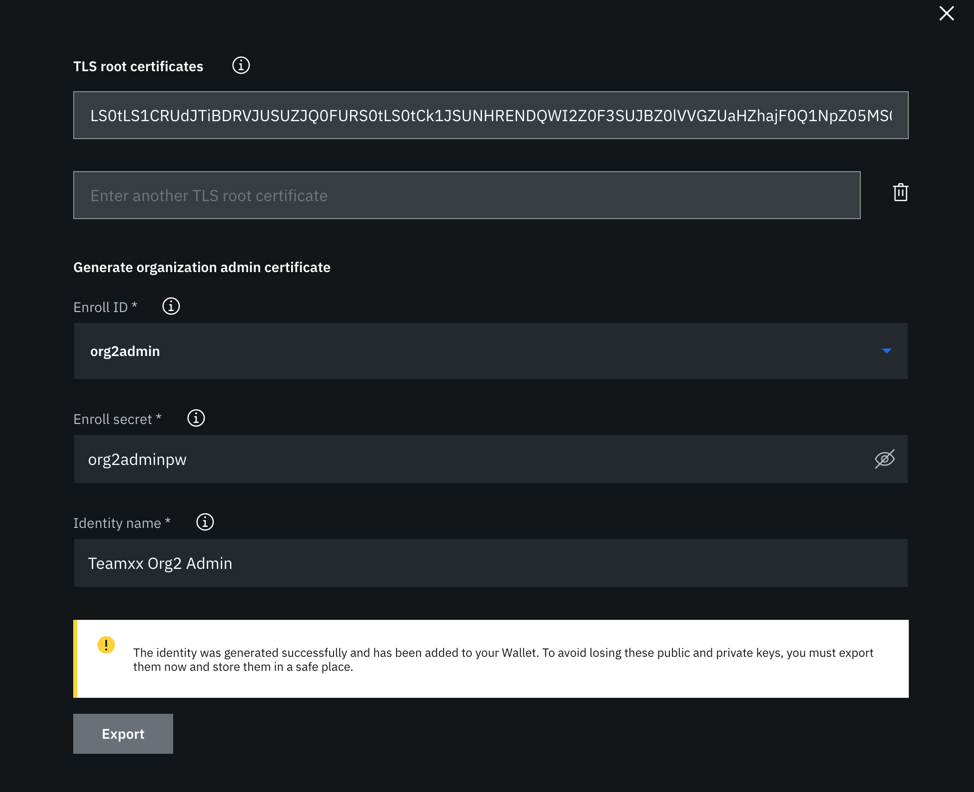 TLS root certificates
LS0tLS1CRUdJTiBDRVJUSUZJQ0FURS0tLS0tCk1JSUNHRENDQWI2Z0F3SUJBZ0lVVGZUaHZhajF0Q1NpZ05MS0
Enter another TLS root certificate
Generate organization admin certificate
Enroll ID *
org2admin
Enroll secret *
org2adminpw
Identity name *
Teamxx Org2 Admin
The identity was generated successfully and has been added to your Wallet. To avoid losing these public and private keys, you must export
them now and store them in a safe place.
Export